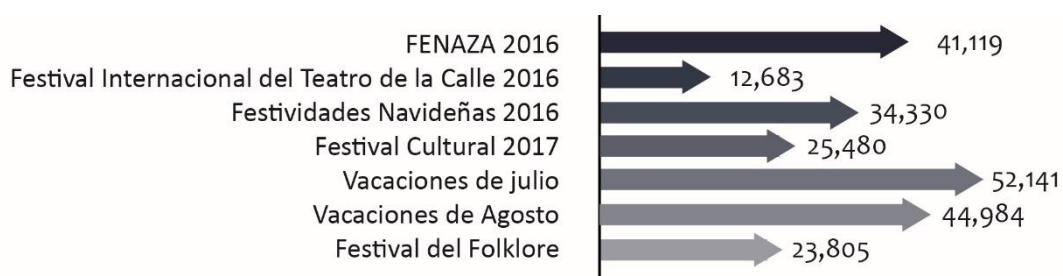 FENAZA 2016 41,119
Festival Internacional del Teatro de la Calle 2016 12,683
Festividades Navideñas 2016 34,330
Festival Cultural 2017 25,480
Vacaciones de julio 52,141
Vacaciones de Agosto 44,984
Festival del Folklore 23,805